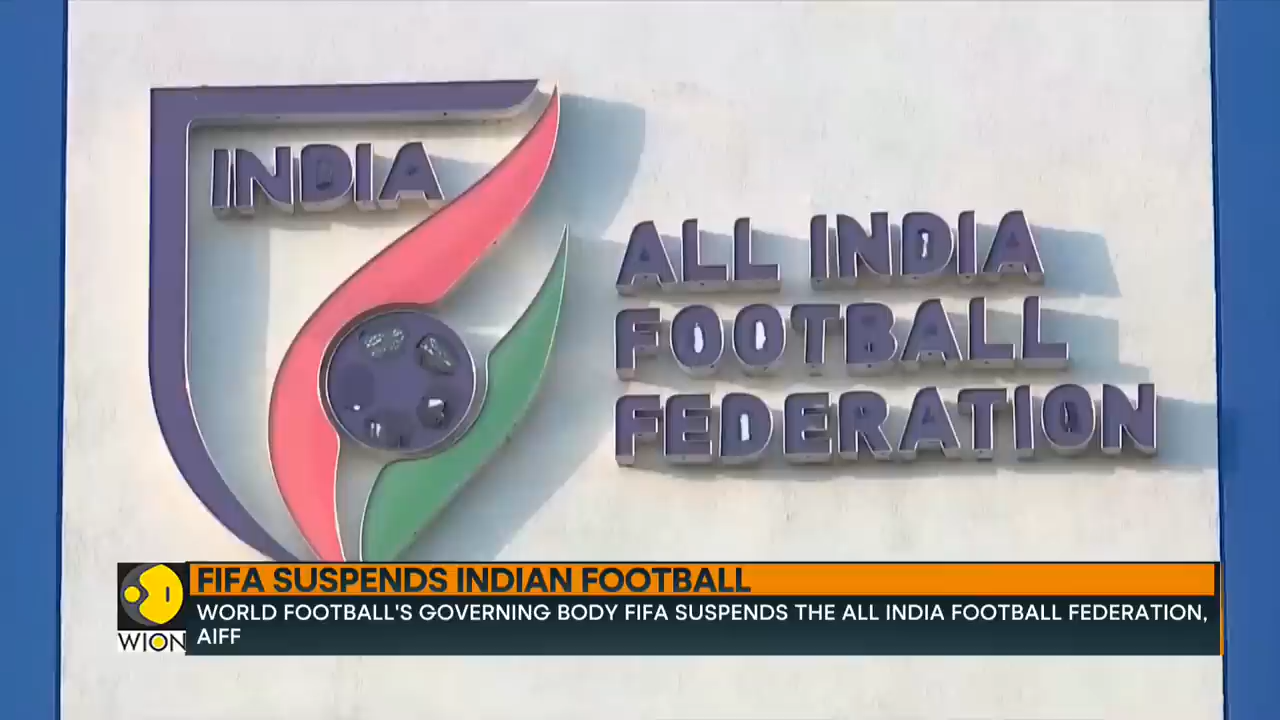 INDIA
ALL INDIA
FOOTBALL
FEDERATION
FIFA SUSPENDS INDIAN FOOTBALL
WORLD FOOTBALL'S GOVERNING BODY FIFA SUSPENDS THE ALL INDIA FOOTBALL FEDERATION,
AIFF
WION